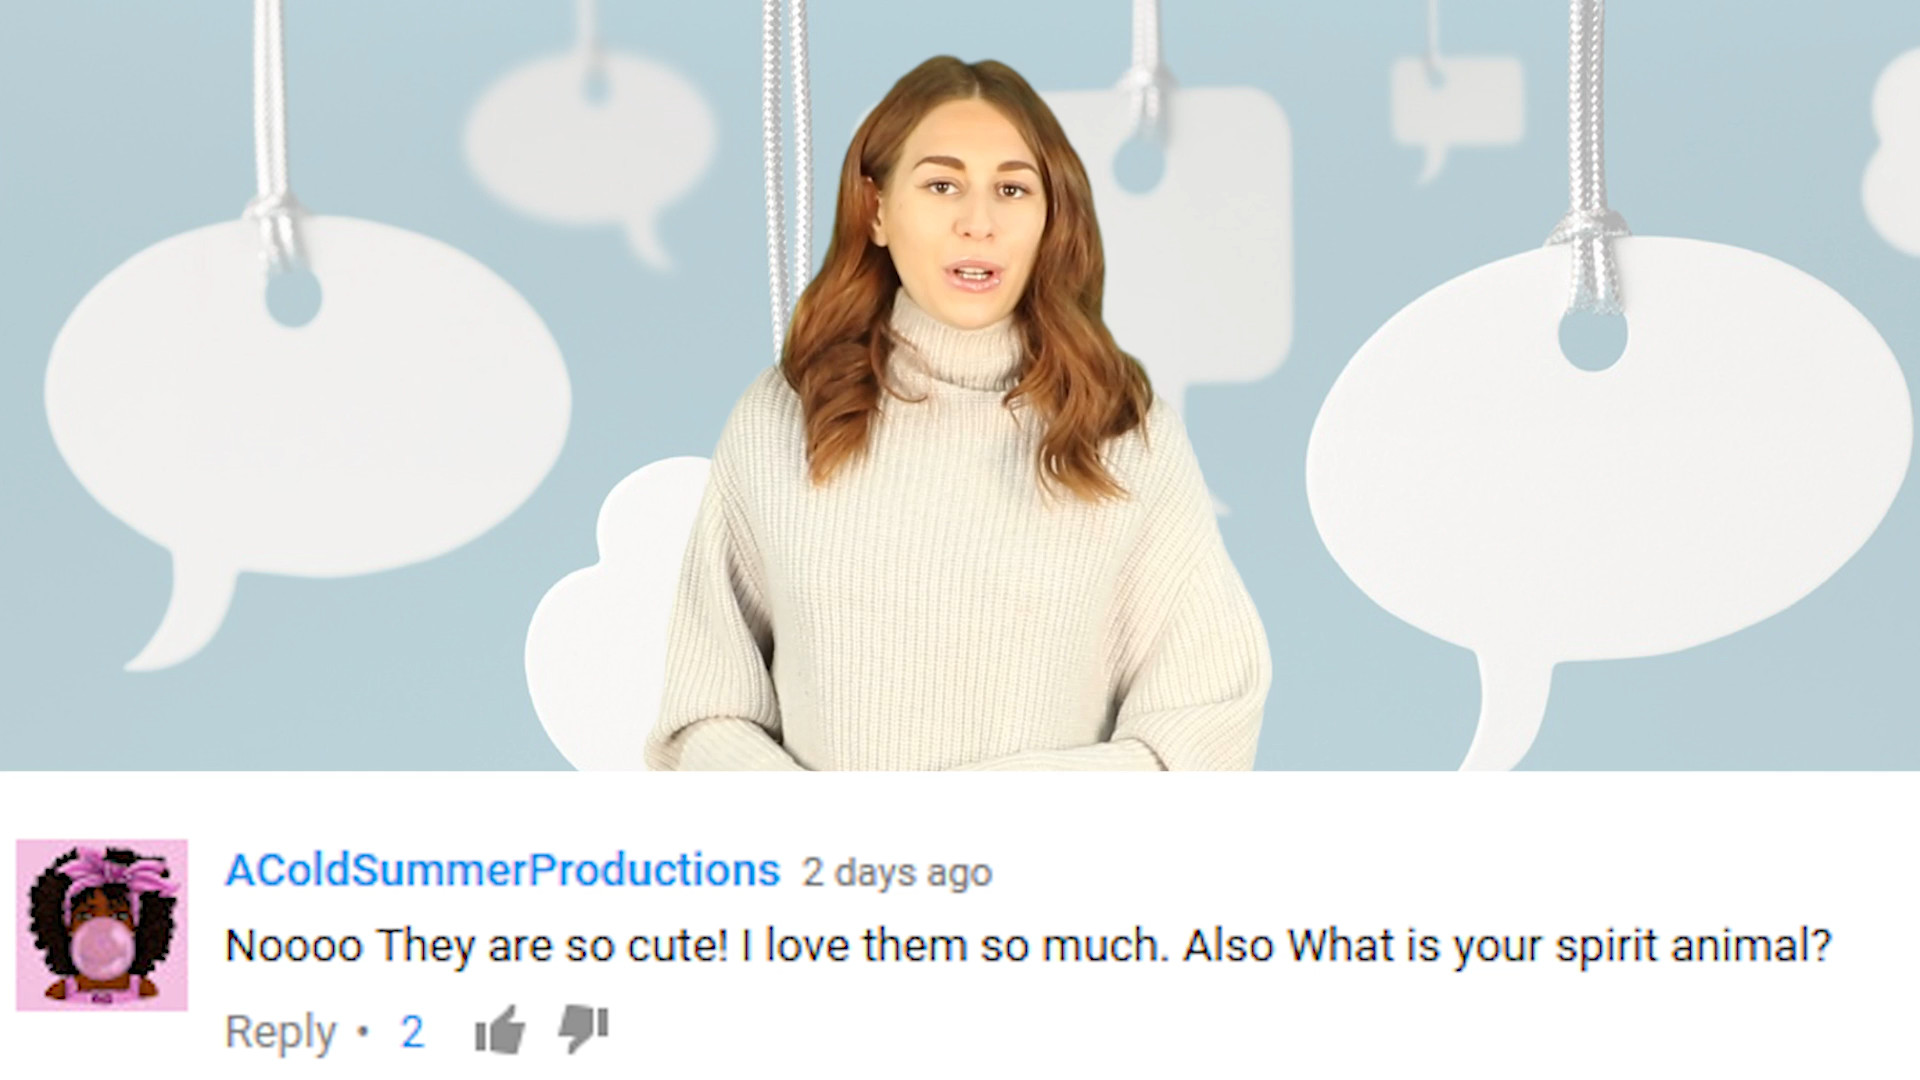 AColdSummerProductions 2 days ago
Noooo They are so cute! I love them so much. Also What is your spirit animal?
Reply • 2